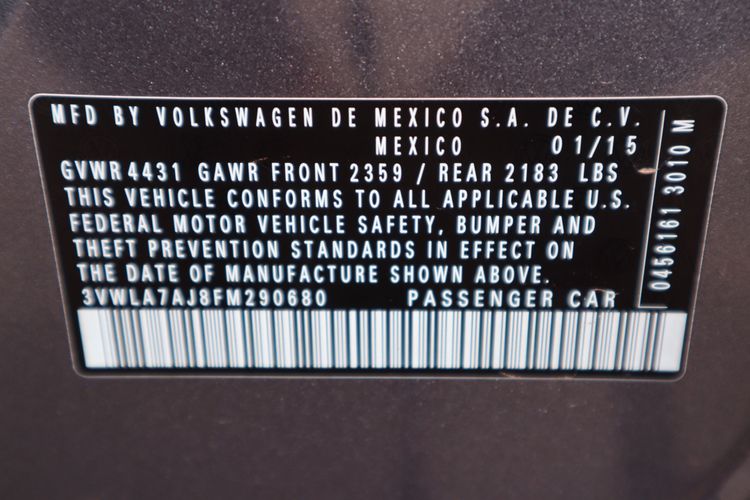 MFD BY VOLKSWAGEN DE MEXICO S.A. DE C.V.
MEXICO 01/15
GVWR 4431 GAWR FRONT 2359 / REAR 2183 LBS
THIS VEHICLE CONFORMS TO ALL APPLICABLE U.S.
FEDERAL MOTOR VEHICLE SAFETY, BUMPER AND
THEFT PREVENTION STANDARDS IN EFFECT ON
THE DATE OF MANUFACTURE SHOWN ABOVE.
3VWLA7AJ8FM290680 PASSENGER CAR
0456161 3010 M